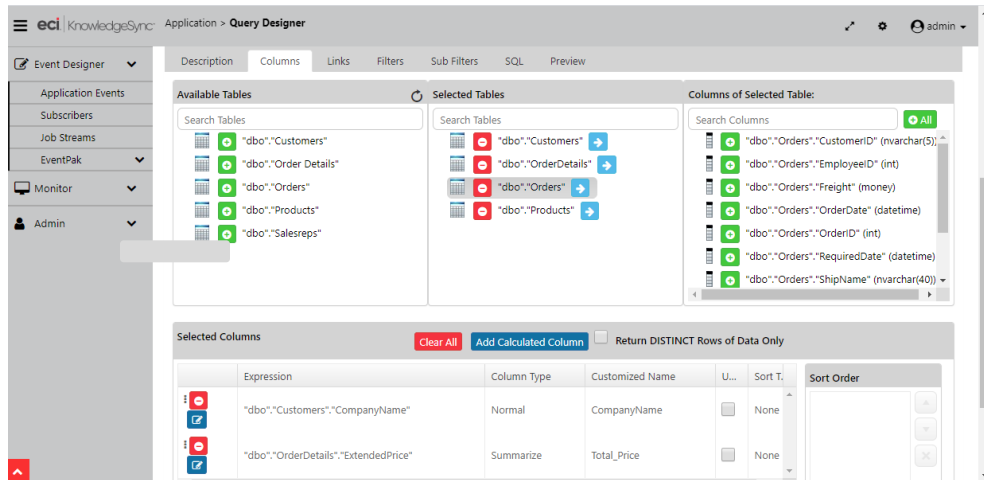 eci KnowledgeSync
Application > Query Designer
admin
Event Designer
Application Events
Subscribers
Job Streams
EventPak
Monitor
Admin
Description Columns Links Filters Sub Filters SQL Preview
Available Tables
Search Tables
"dbo"."Customers"
"dbo"."Order Details"
"dbo"."Orders"
"dbo"."Products"
"dbo"."Salesreps"
Selected Tables
Search Tables
"dbo"."Customers"
"dbo"."OrderDetails"
"dbo"."Orders"
"dbo"."Products"
Columns of Selected Table:
Search Columns All
"dbo"."Orders"."CustomerID" (nvarchar(5))
"dbo"."Orders"."EmployeeID" (int)
"dbo"."Orders"."Freight" (money)
"dbo"."Orders"."OrderDate" (datetime)
"dbo"."Orders"."OrderID" (int)
"dbo"."Orders"."RequiredDate" (datetime)
"dbo"."Orders"."ShipName" (nvarchar(40))
Selected Columns Clear All Add Calculated Column Return DISTINCT Rows of Data Only
Expression Column Type Customized Name U... Sort T. Sort Order
"dbo"."Customers"."CompanyName" Normal CompanyName None
"dbo"."OrderDetails"."ExtendedPrice" Summarize Total_Price None